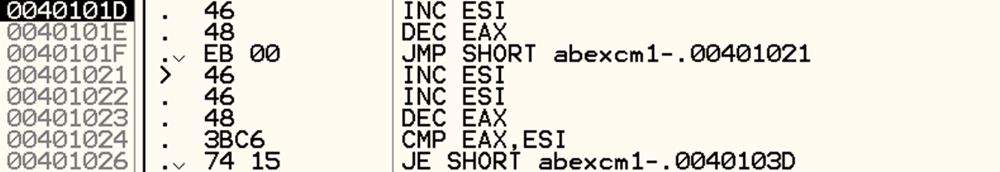 0040101D . 46 INC ESI
0040101E . 48 DEC EAX
0040101F .⌄ EB 00 JMP SHORT abexcm1-.00401021
00401021 > 46 INC ESI
00401022 . 46 INC ESI
00401023 . 48 DEC EAX
00401024 . 3BC6 CMP EAX,ESI
00401026 .⌄ 74 15 JE SHORT abexcm1-.0040103D